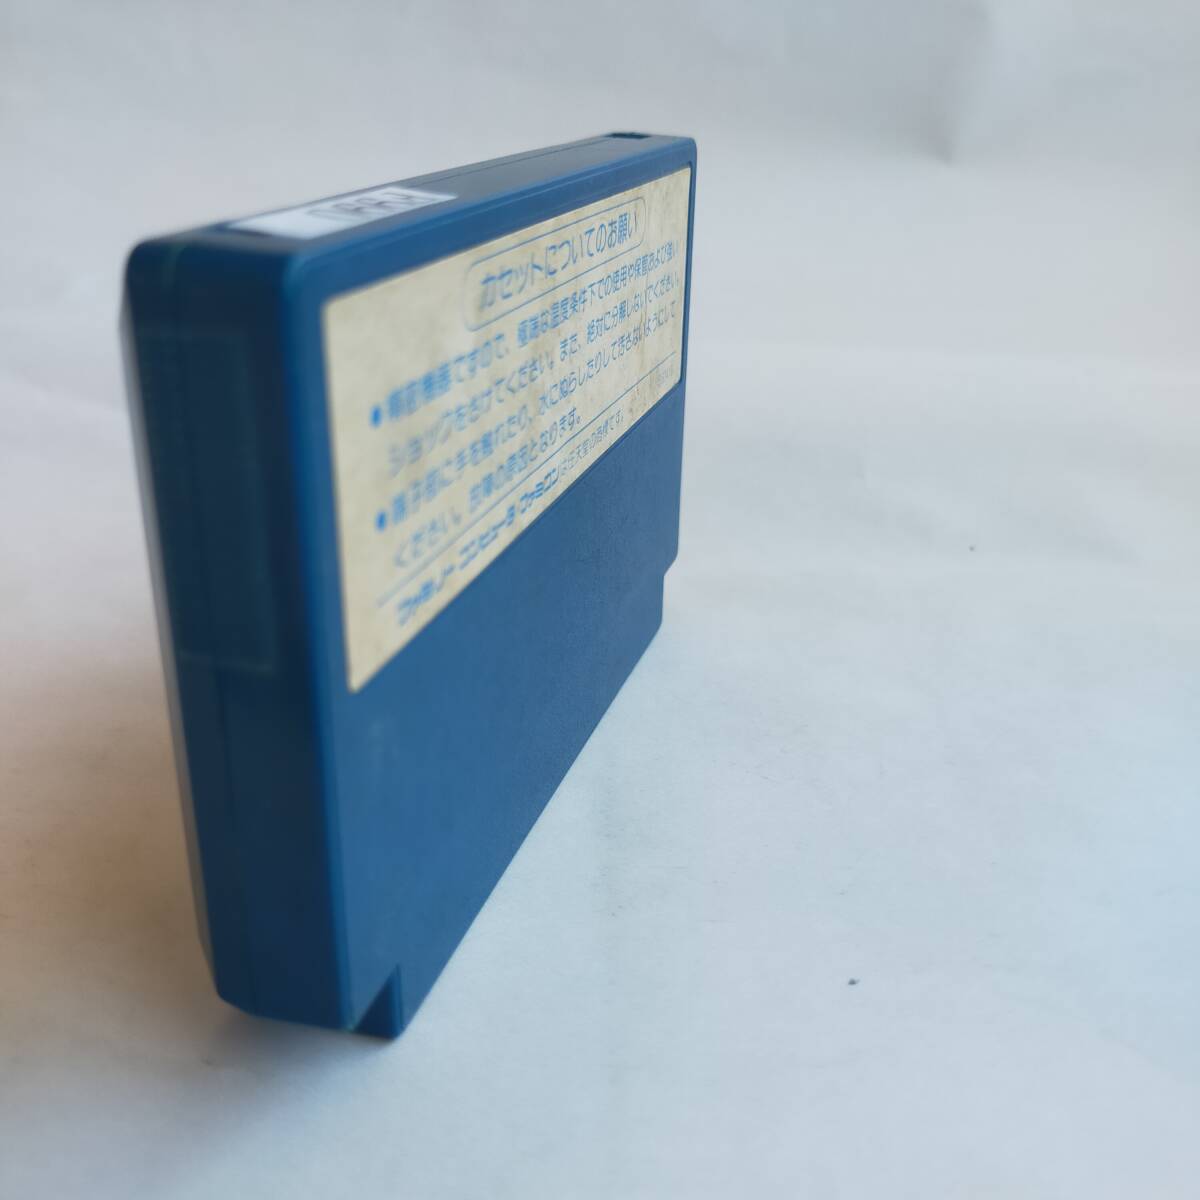 カセットについてのお願い
●精密機器ですので、極端な温度条件下での使用や保管および強い
ショックをさけてください。また、絶対に分解しないでください。
●端子部に手を触れたり、水にぬらしたりして汚さないようにして
ください。故障の原因となります。
ファミリーコンピュータ・ファミコンは任天堂の商標です。